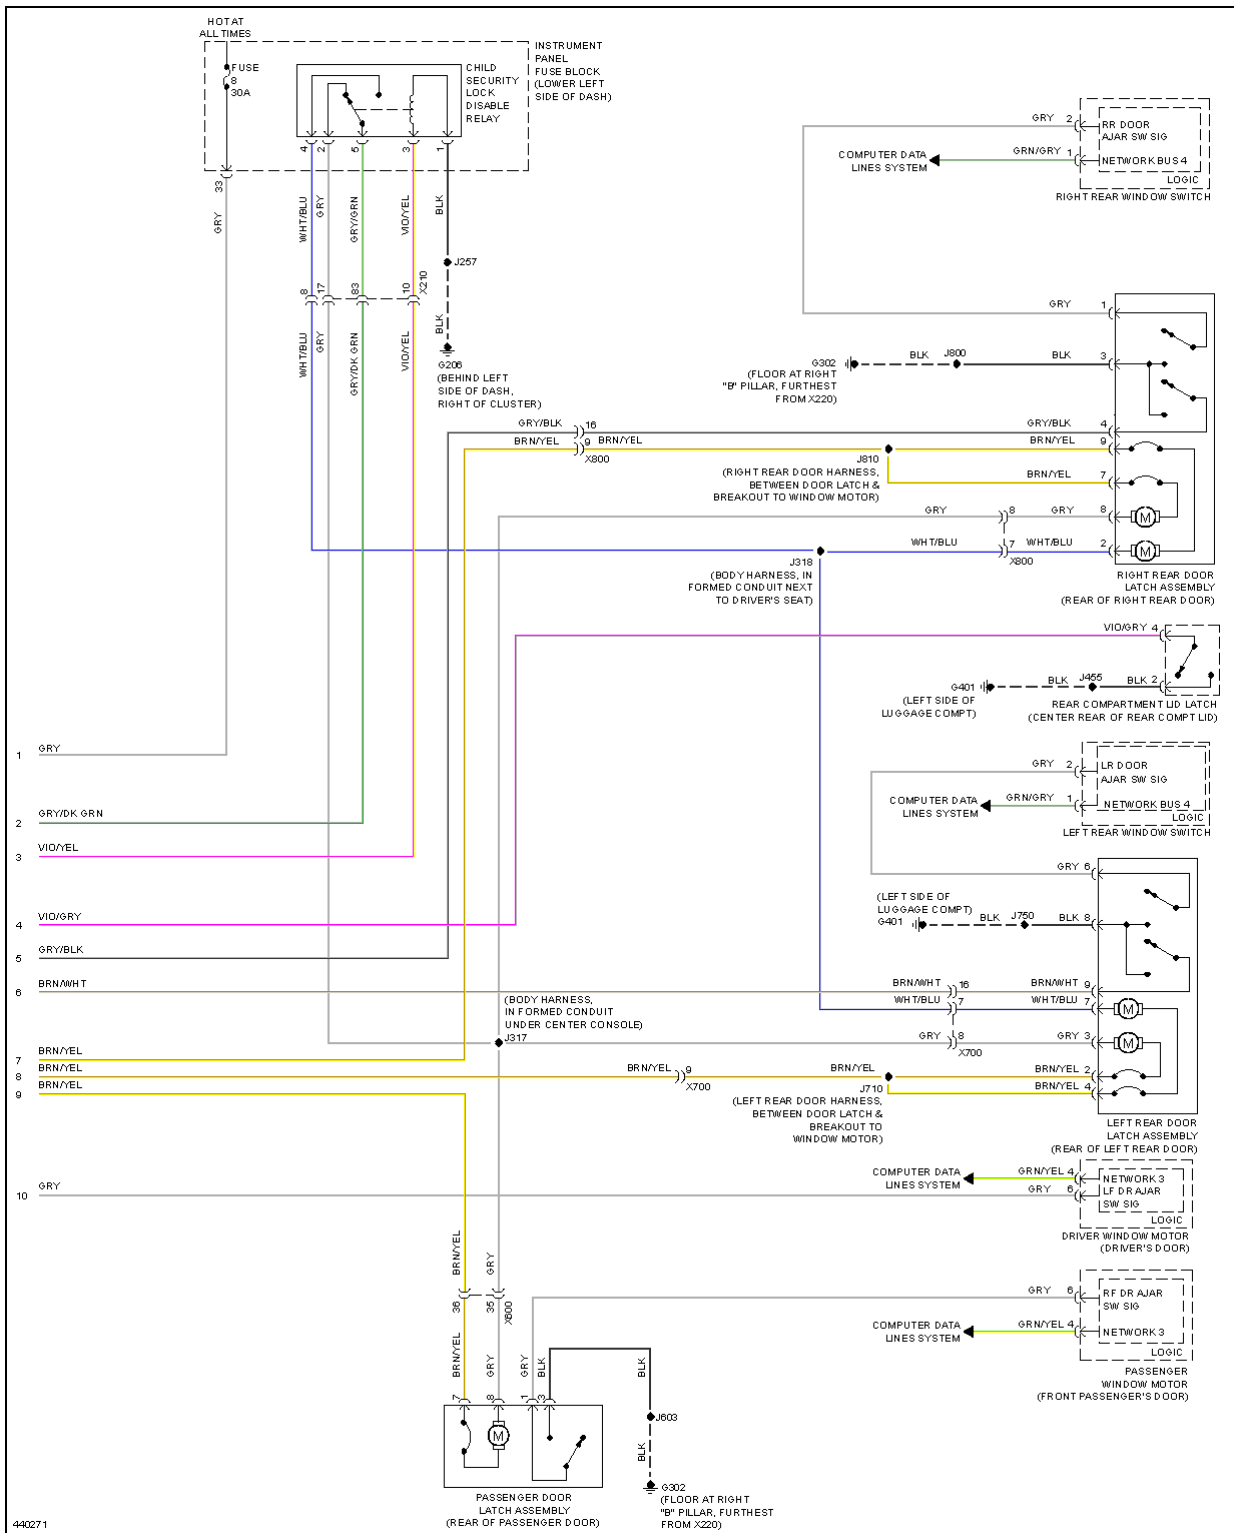 HOT AT
ALL TIMES
FUSE
8
30A
INSTRUMENT
PANEL
FUSE BLOCK
(LOWER LEFT
SIDE OF DASH)
CHILD
SECURITY
LOCK
DISABLE
RELAY
4
2
5
3
1
33
GRY
WHT/BLU
GRY
GRY/GRN
VIO/YEL
BLK
J257
8
17
83
10
X210
WHT/BLU
GRY
GRY/DK GRN
VIO/YEL
BLK
G206
(BEHIND LEFT
SIDE OF DASH,
RIGHT OF CLUSTER)
GRY 2
RR DOOR
AJAR SW SIG
COMPUTER DATA
LINES SYSTEM
GRN/GRY 1
NETWORK BUS 4
LOGIC
RIGHT REAR WINDOW SWITCH
GRY 1
G302
(FLOOR AT RIGHT
"B" PILLAR, FURTHEST
FROM X220)
BLK
J800
BLK 3
GRY/BLK 16
GRY/BLK 4
BRN/YEL 9 BRN/YEL
X800
BRN/YEL 9
J810
(RIGHT REAR DOOR HARNESS,
BETWEEN DOOR LATCH &
BREAKOUT TO WINDOW MOTOR)
BRN/YEL 7
GRY 8 GRY 8
M
WHT/BLU 7 WHT/BLU 2
M
X800
J318
(BODY HARNESS, IN
FORMED CONDUIT NEXT
TO DRIVER'S SEAT)
RIGHT REAR DOOR
LATCH ASSEMBLY
(REAR OF RIGHT REAR DOOR)
VIO/GRY 4
G401
(LEFT SIDE OF
LUGGAGE COMPT)
BLK
J455
BLK 2
REAR COMPARTMENT LID LATCH
(CENTER REAR OF REAR COMPT LID)
1 GRY
2 GRY/DK GRN
3 VIO/YEL
4 VIO/GRY
5 GRY/BLK
6 BRN/WHT
7 BRN/YEL
8 BRN/YEL
9 BRN/YEL
10 GRY
GRY 2
LR DOOR
AJAR SW SIG
COMPUTER DATA
LINES SYSTEM
GRN/GRY 1
NETWORK BUS 4
LOGIC
LEFT REAR WINDOW SWITCH
GRY 6
(LEFT SIDE OF
LUGGAGE COMPT)
G401
BLK
J750
BLK 8
BRN/WHT 16 BRN/WHT 9
WHT/BLU 7 WHT/BLU 7
M
GRY 8 GRY 3
M
X700
(BODY HARNESS,
IN FORMED CONDUIT
UNDER CENTER CONSOLE)
J317
BRN/YEL 9
X700
BRN/YEL
BRN/YEL 2
BRN/YEL 4
J710
(LEFT REAR DOOR HARNESS,
BETWEEN DOOR LATCH &
BREAKOUT TO
WINDOW MOTOR)
LEFT REAR DOOR
LATCH ASSEMBLY
(REAR OF LEFT REAR DOOR)
COMPUTER DATA
LINES SYSTEM
GRN/YEL 4
NETWORK 3
GRY 6
LF DR AJAR
SW SIG
LOGIC
DRIVER WINDOW MOTOR
(DRIVER'S DOOR)
BRN/YEL
GRY
36
35
X600
BRN/YEL
GRY
GRY
BLK
BLK
GRY 6
RF DR AJAR
SW SIG
COMPUTER DATA
LINES SYSTEM
GRN/YEL 4
NETWORK 3
LOGIC
PASSENGER
WINDOW MOTOR
(FRONT PASSENGER'S DOOR)
7
8
1
3
M
J603
BLK
G302
(FLOOR AT RIGHT
"B" PILLAR, FURTHEST
FROM X220)
PASSENGER DOOR
LATCH ASSEMBLY
(REAR OF PASSENGER DOOR)
440271